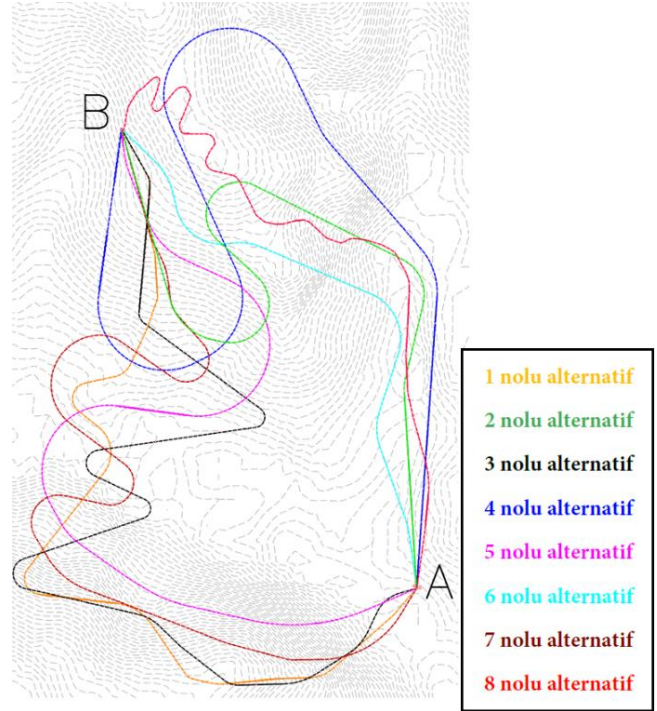 B
A
1 nolu alternatif
2 nolu alternatif
3 nolu alternatif
4 nolu alternatif
5 nolu alternatif
6 nolu alternatif
7 nolu alternatif
8 nolu alternatif